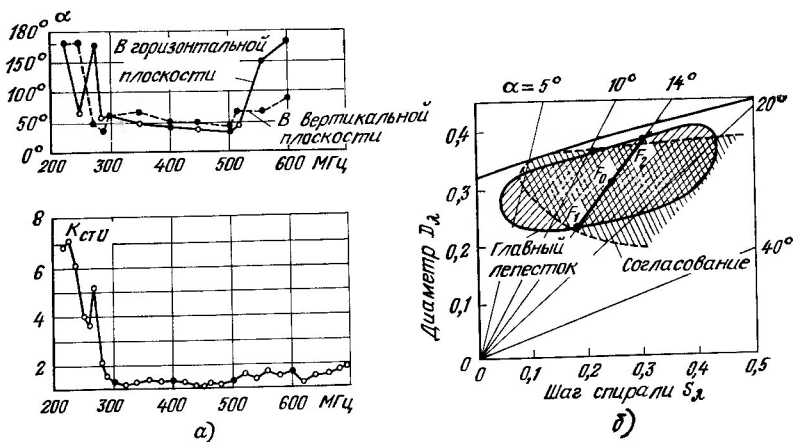 180° α
150°
100°
50°
0°
В горизонтальной
плоскости
В вертикальной
плоскости
200 300 400 500 600 МГц
8
6
4
2
КстU
200 300 400 500 600 МГц
а)
α=5° 10° 14°
20°
40°
0,4
0,3
0,2
0,1
0
Диаметр Dλ
F2
F0
F1
Главный
лепесток
Согласование
0 0,1 0,2 0,3 0,4 0,5
Шаг спирали Sλ
б)